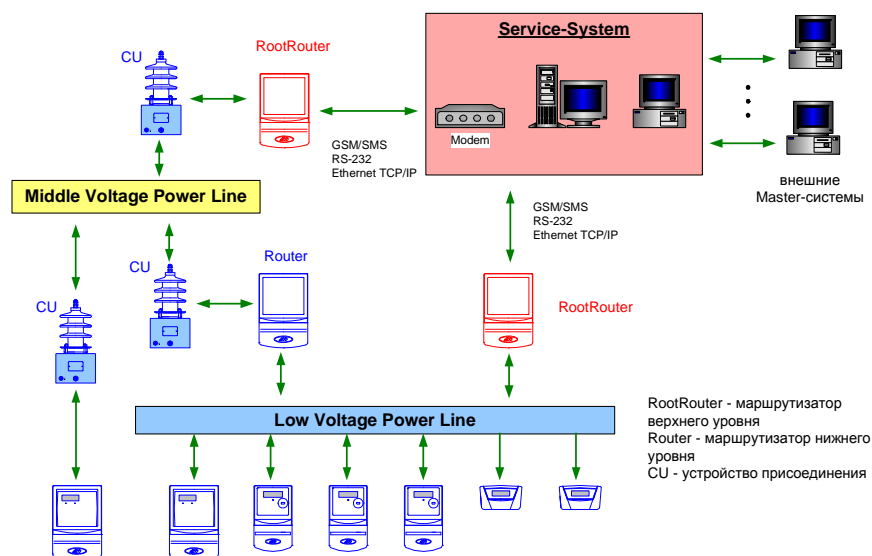 Service-System
CU
RootRouter
Modem
GSM/SMS
RS-232
Ethernet TCP/IP
внешние
Master-системы
Middle Voltage Power Line
GSM/SMS
RS-232
Ethernet TCP/IP
CU
Router
CU
RootRouter
Low Voltage Power Line
RootRouter - маршрутизатор
верхнего уровня
Router - маршрутизатор нижнего
уровня
CU - устройство присоединения